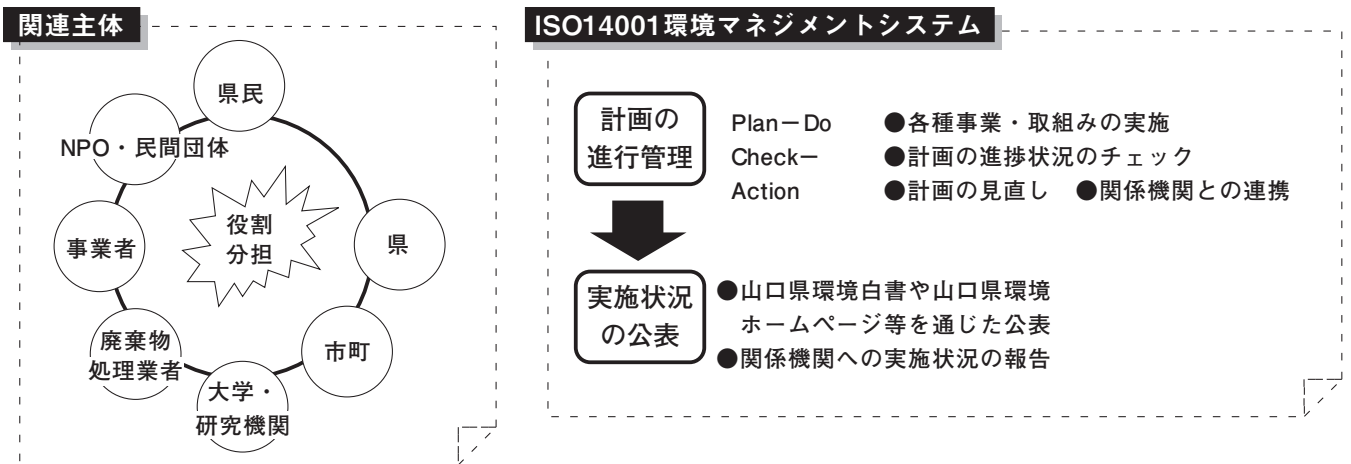 関連主体
県民
NPO・民間団体
事業者
役割
分担
県
廃棄物
処理業者
市町
大学・
研究機関
ISO14001環境マネジメントシステム
計画の
進行管理
Plan－Do ●各種事業・取組みの実施
Check－ ●計画の進捗状況のチェック
Action ●計画の見直し ●関係機関との連携
実施状況
の公表
●山口県環境白書や山口県環境
ホームページ等を通じた公表
●関係機関への実施状況の報告